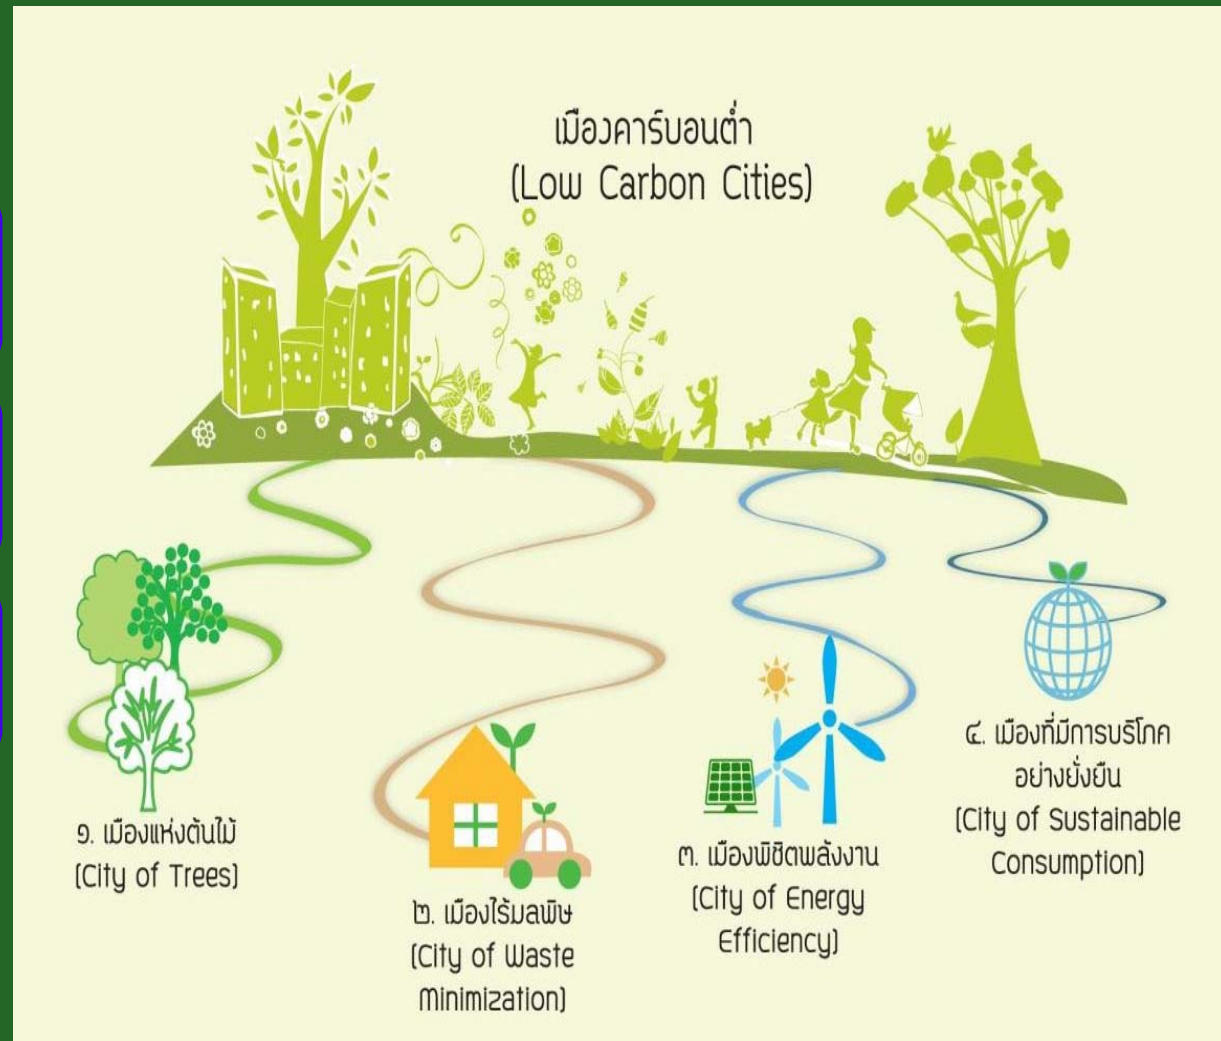 เมืองคาร์บอนต่ำ
(Low Carbon Cities)
๑. เมืองแห่งต้นไม้
(City of Trees)
๒. เมืองไร้มลพิษ
(City of Waste
Minimization)
๓. เมืองพิชิตพลังงาน
(City of Energy
Efficiency)
๔. เมืองที่มีการบริโภค
อย่างยั่งยืน
(City of Sustainable
Consumption)